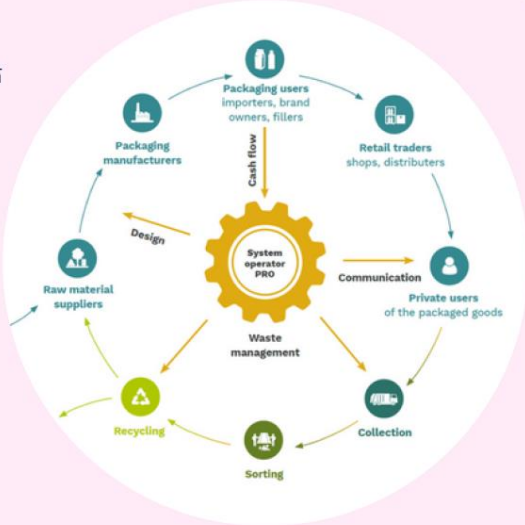 Packaging users
importers, brand
owners, fillers
Packaging
manufacturers
Retail traders
shops, distributers
Cash flow
Design
System
operator
PRO
Communication
Raw material
suppliers
Private users
of the packaged goods
Waste
management
Recycling
Collection
Sorting